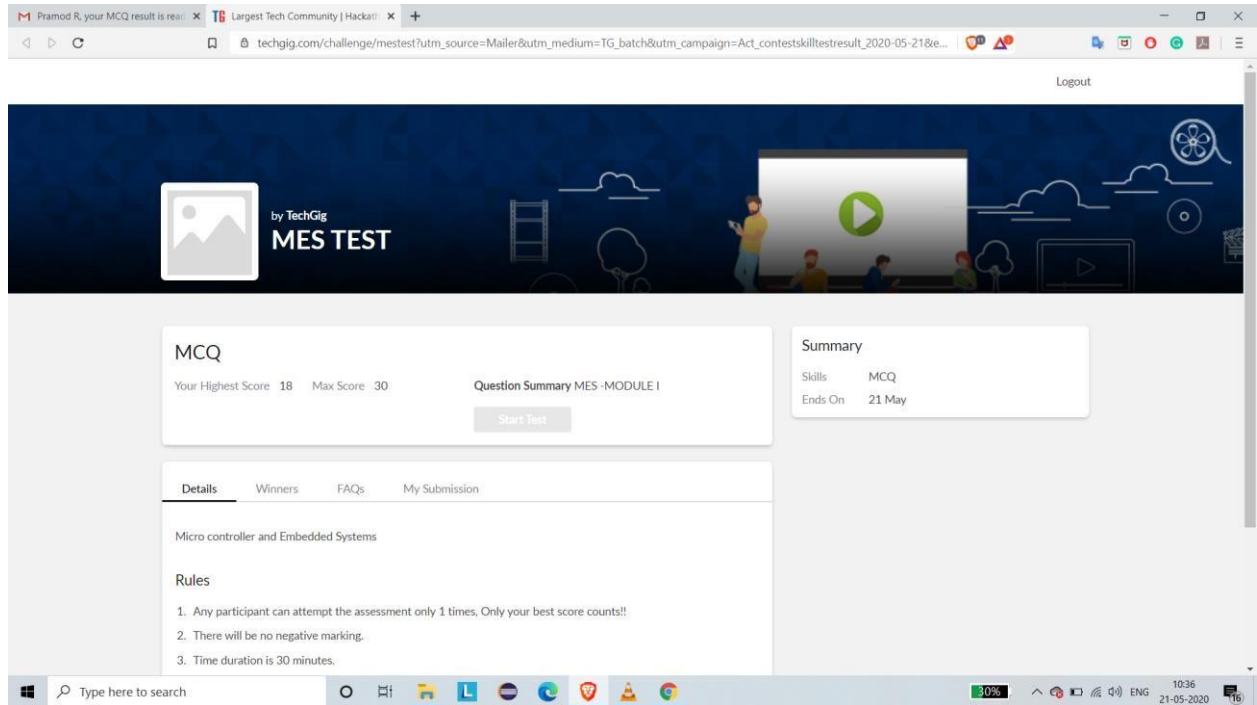 Pramod R, your MCQ result is read
Largest Tech Community | Hackath
techgig.com/challenge/mestest?utm_source=Mailer&utm_medium=TG_batch&utm_campaign=Act_contestskilltestresult_2020-05-21&e...
Logout
by TechGig
MES TEST
MCQ
Your Highest Score 18 Max Score 30 Question Summary MES -MODULE I
Start Test
Summary
Skills MCQ
Ends On 21 May
Details Winners FAQs My Submission
Micro controller and Embedded Systems
Rules
1. Any participant can attempt the assessment only 1 times, Only your best score counts!!
2. There will be no negative marking.
3. Time duration is 30 minutes.
Type here to search
30%
ENG
10:36
21-05-2020
16